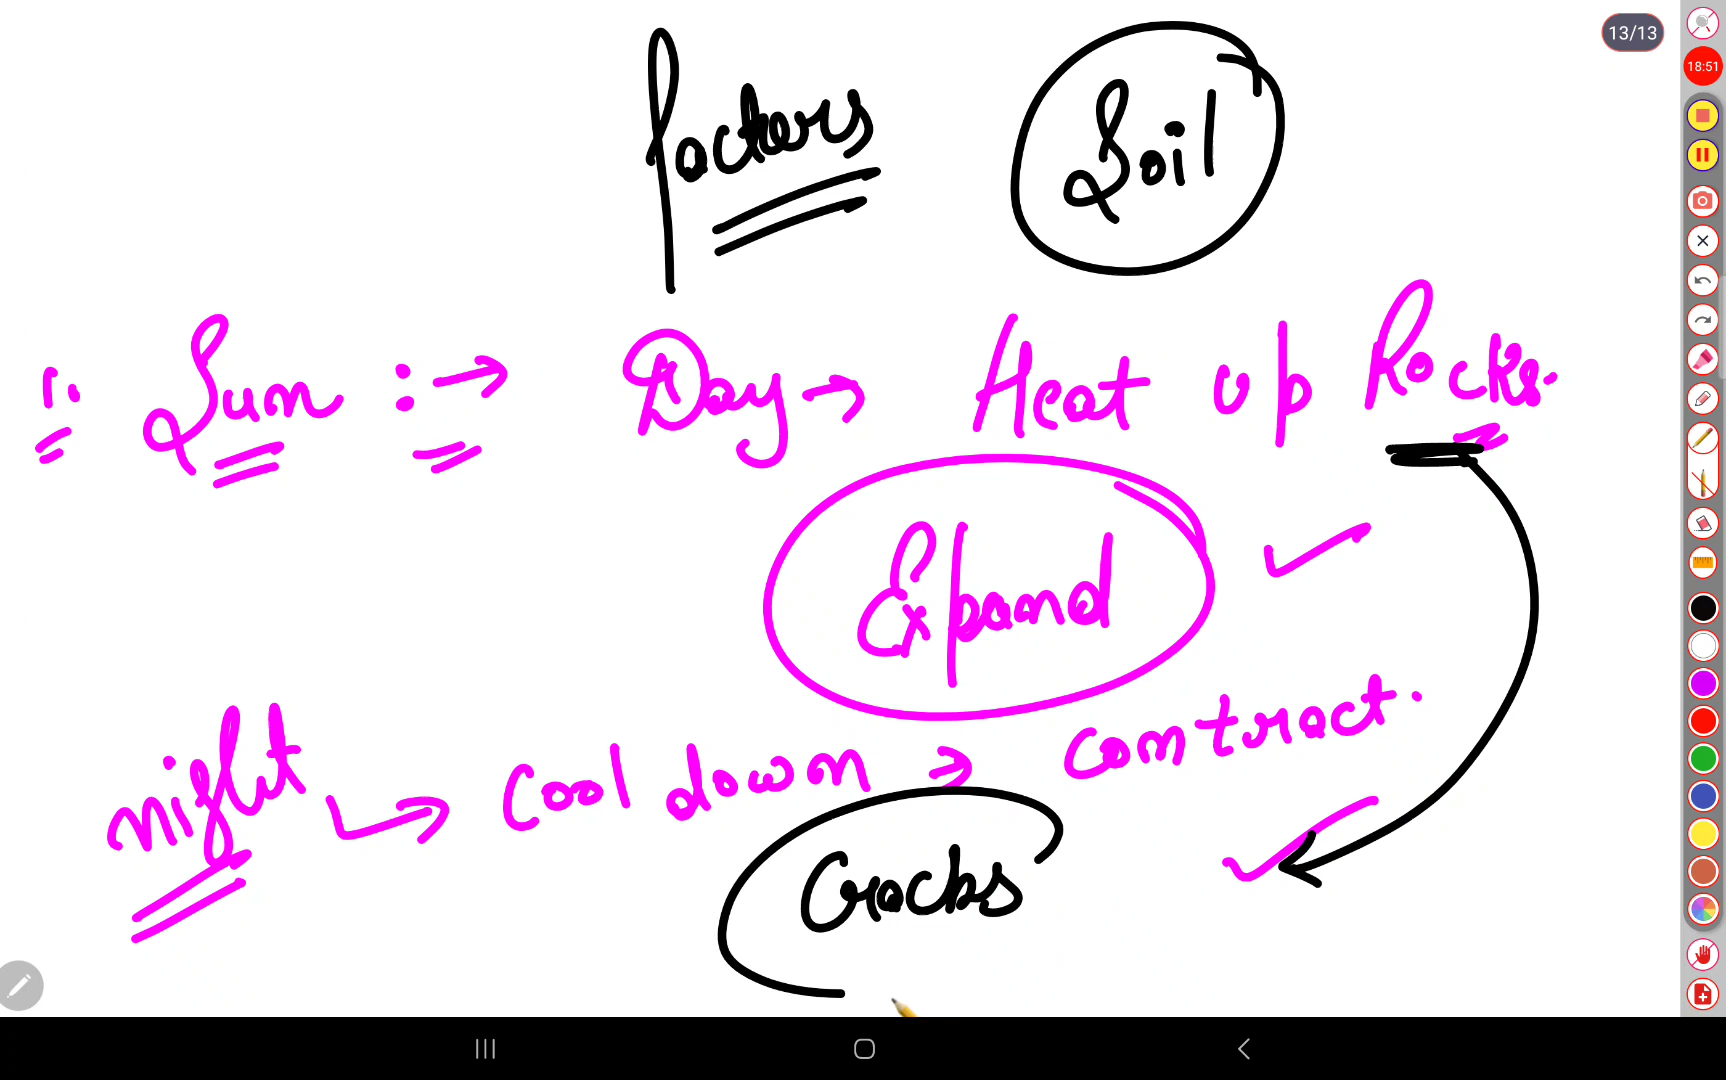 factors Soil
13/13
18:51
1. Sun :→ Day → Heat up Rocks.
Expand ✓
night ↳ Cool down → Contract.
Cracks